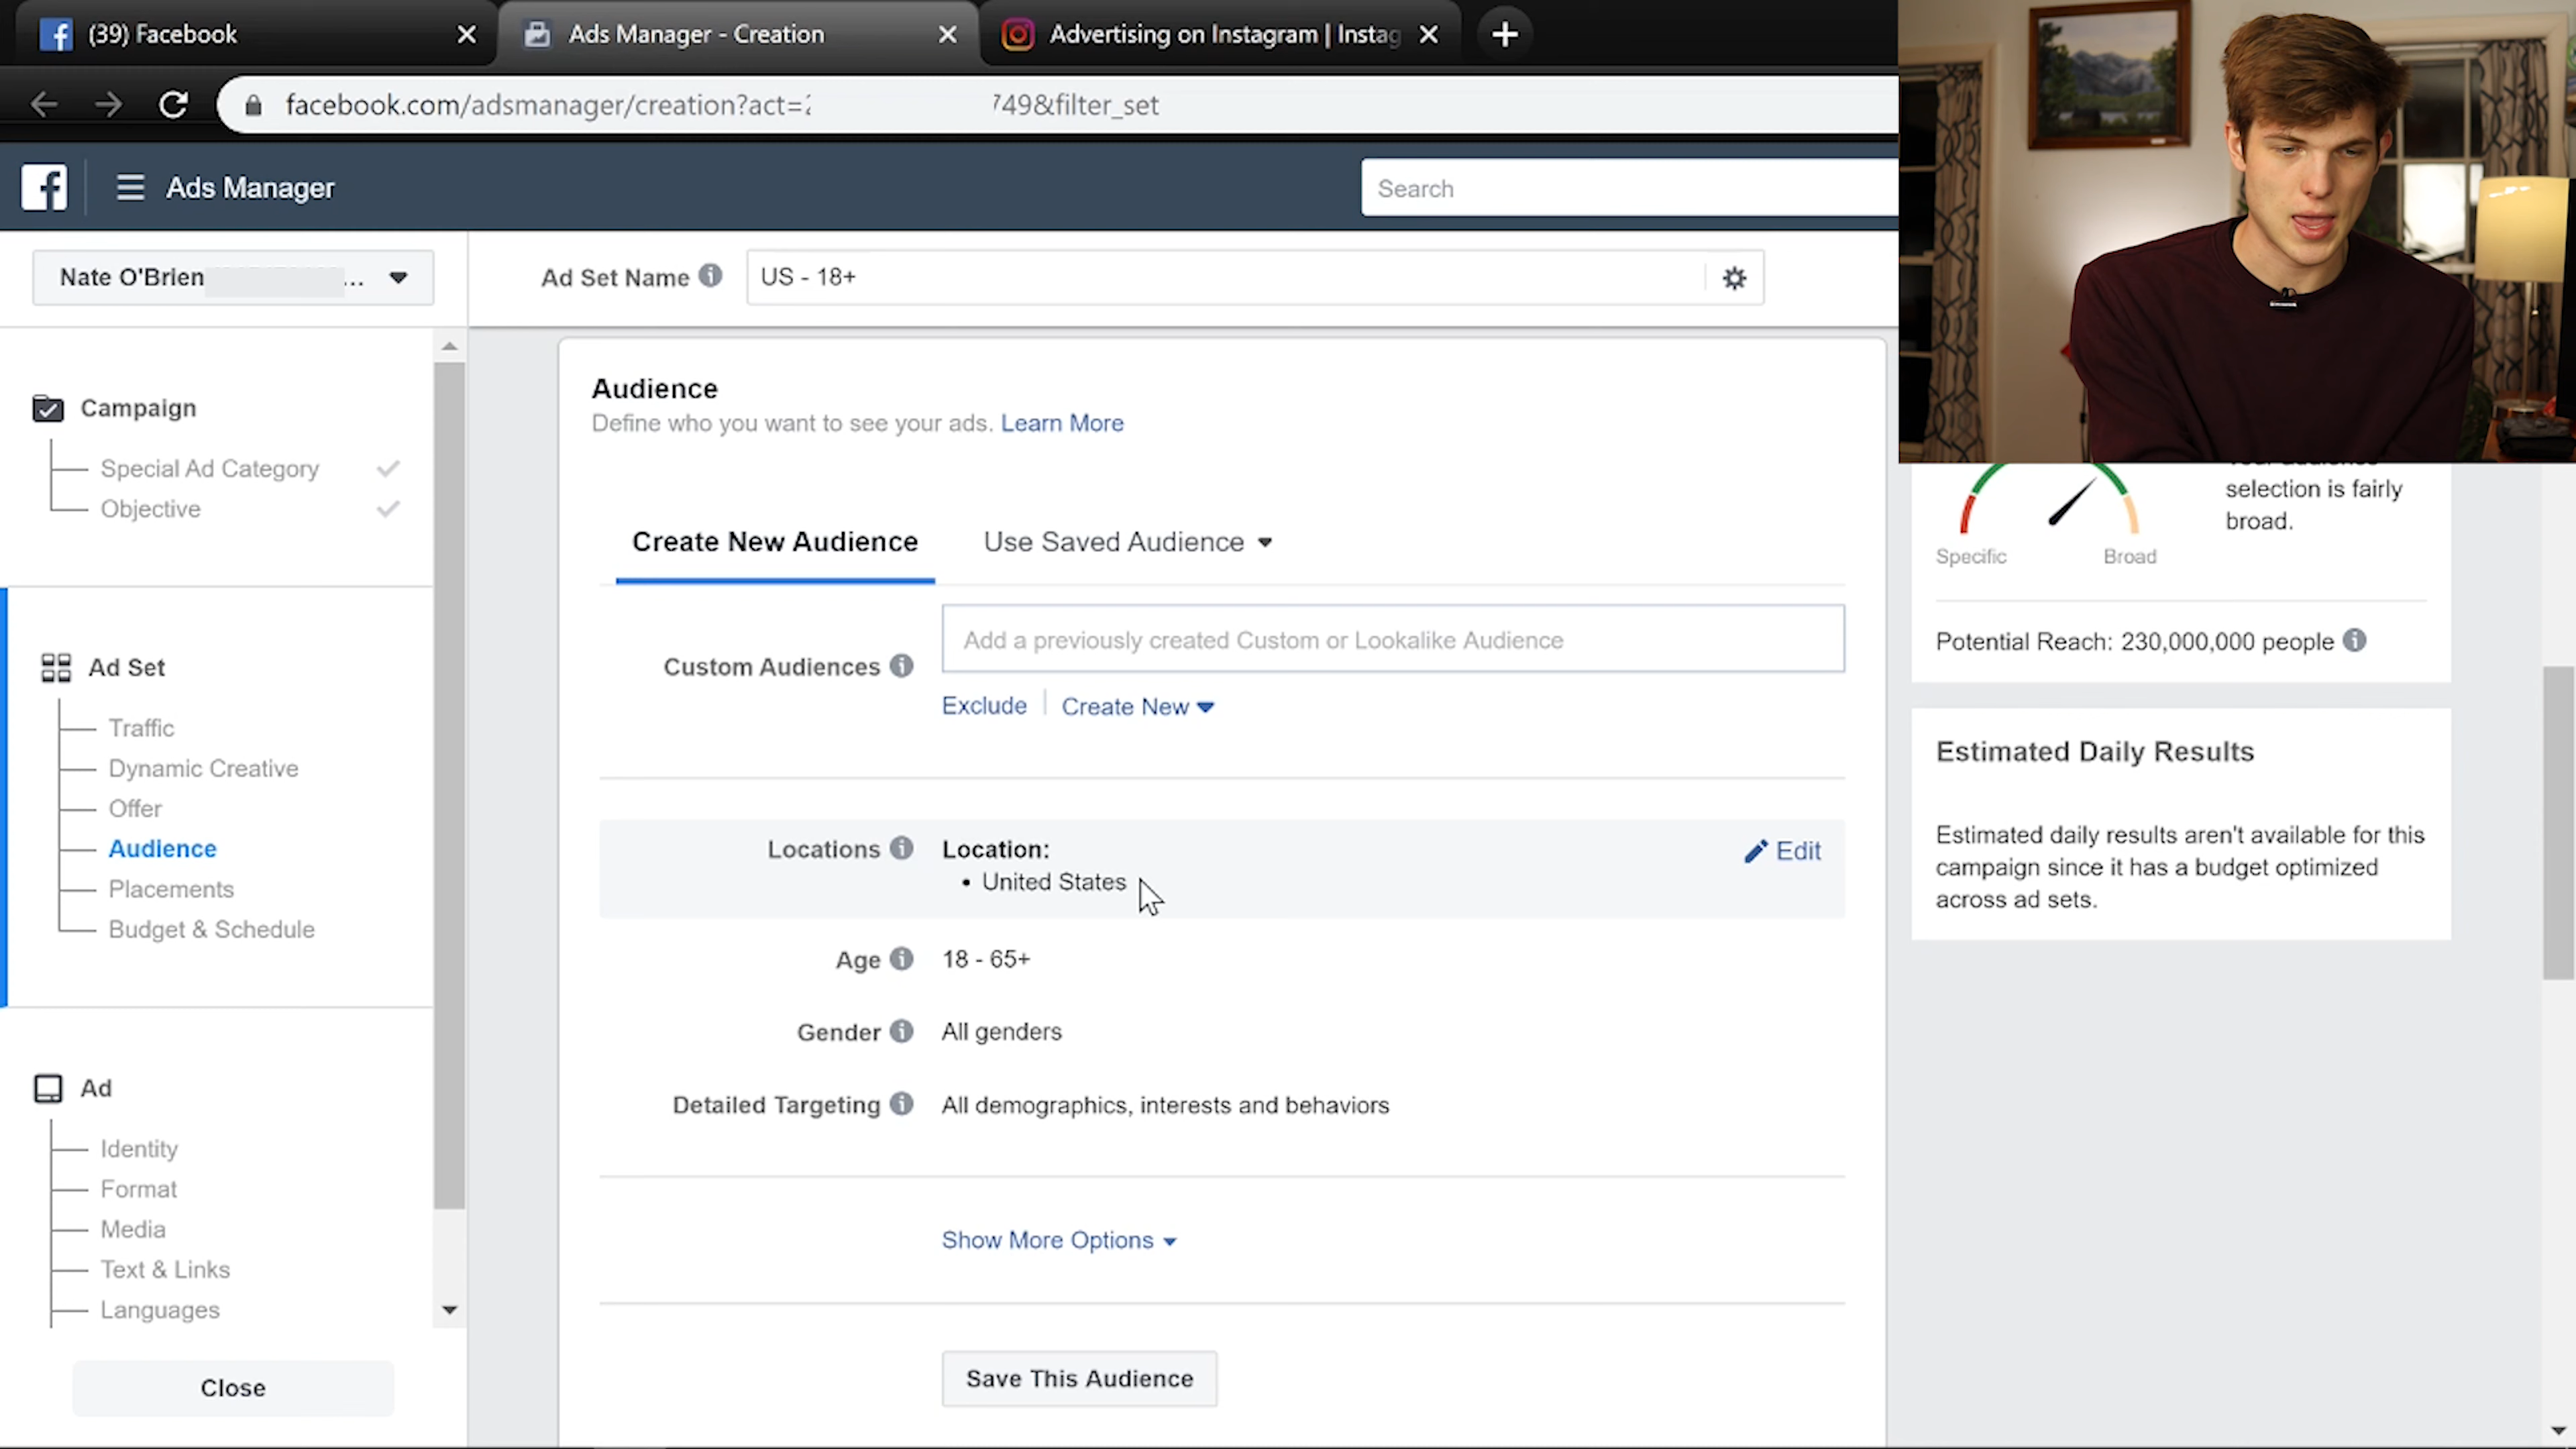 (39) Facebook
Ads Manager - Creation
Advertising on Instagram | Instag
facebook.com/adsmanager/creation?act=
749&filter_set
Ads Manager
Search
Nate O'Brien ...
Ad Set Name
US - 18+
Campaign
Special Ad Category
Objective
Ad Set
Traffic
Dynamic Creative
Offer
Audience
Placements
Budget & Schedule
Ad
Identity
Format
Media
Text & Links
Languages
Close
Audience
Define who you want to see your ads. Learn More
Create New Audience
Use Saved Audience
Custom Audiences
Add a previously created Custom or Lookalike Audience
Exclude | Create New
Locations
Location:
• United States
Edit
Age
18 - 65+
Gender
All genders
Detailed Targeting
All demographics, interests and behaviors
Show More Options
Save This Audience
selection is fairly
broad.
Specific
Broad
Potential Reach: 230,000,000 people
Estimated Daily Results
Estimated daily results aren't available for this
campaign since it has a budget optimized
across ad sets.